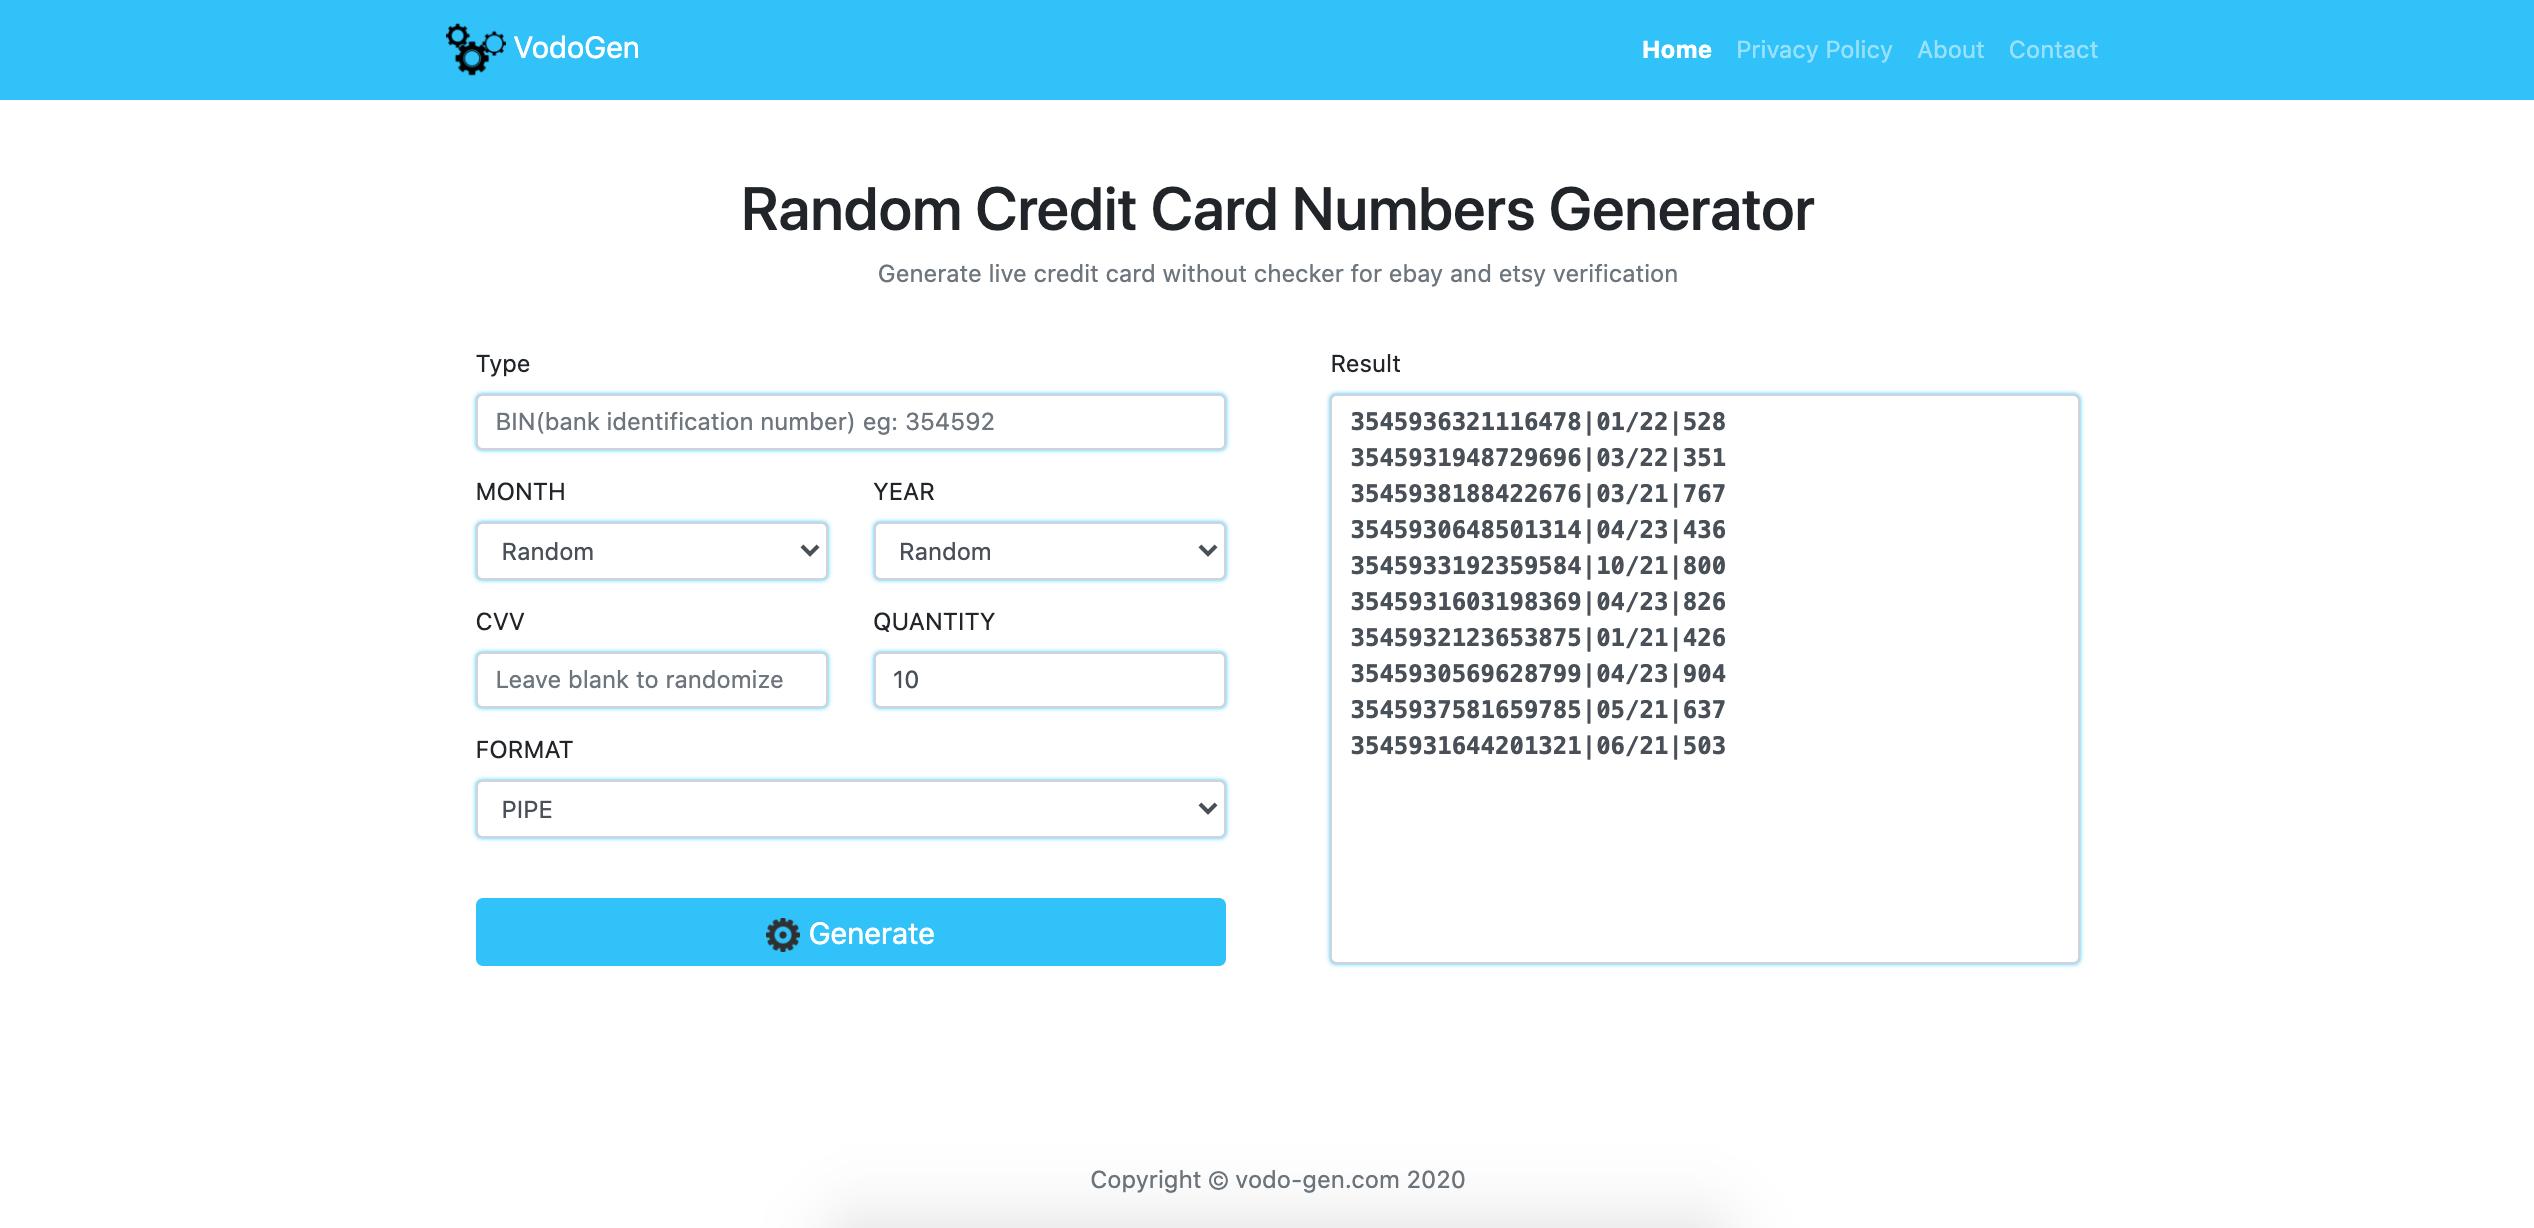 VodoGen
Home Privacy Policy About Contact
Random Credit Card Numbers Generator
Generate live credit card without checker for ebay and etsy verification
Type
BIN(bank identification number) eg: 354592
MONTH YEAR
Random Random
CVV QUANTITY
Leave blank to randomize 10
FORMAT
PIPE
Generate
Result
3545936321116478|01/22|528
3545931948729696|03/22|351
3545938188422676|03/21|767
3545930648501314|04/23|436
3545933192359584|10/21|800
3545931603198369|04/23|826
3545932123653875|01/21|426
3545930569628799|04/23|904
3545937581659785|05/21|637
3545931644201321|06/21|503
Copyright © vodo-gen.com 2020